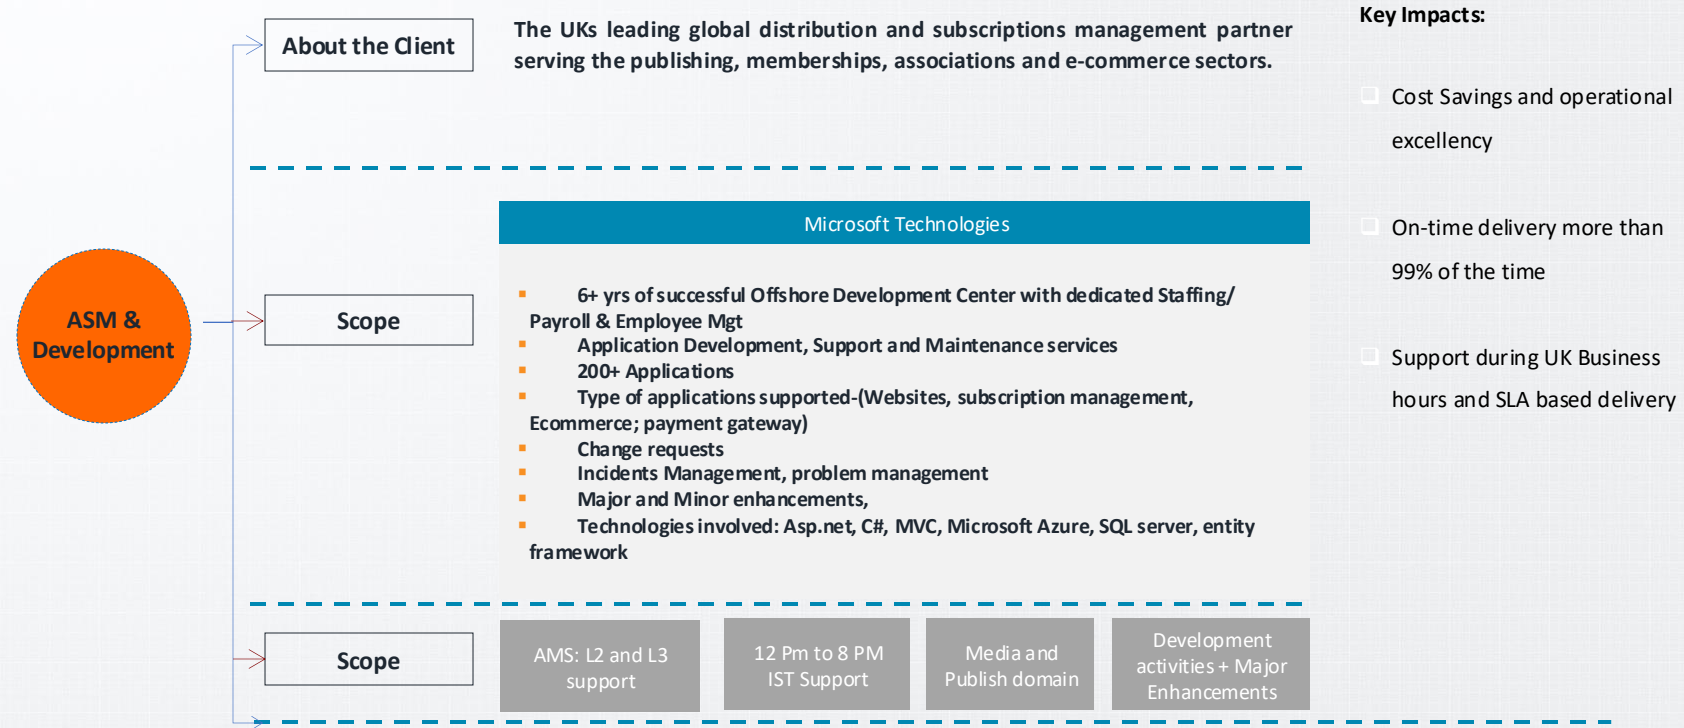 About the Client
The UKs leading global distribution and subscriptions management partner
serving the publishing, memberships, associations and e-commerce sectors.
ASM &
Development
Scope
Microsoft Technologies
6+ yrs of successful Offshore Development Center with dedicated Staffing/
Payroll & Employee Mgt
Application Development, Support and Maintenance services
200+ Applications
Type of applications supported-(Websites, subscription management,
Ecommerce; payment gateway)
Change requests
Incidents Management, problem management
Major and Minor enhancements,
Technologies involved: Asp.net, C#, MVC, Microsoft Azure, SQL server, entity
framework
Scope
AMS: L2 and L3
support
12 Pm to 8 PM
IST Support
Media and
Publish domain
Development
activities + Major
Enhancements
Key Impacts:
Cost Savings and operational
excellency
On-time delivery more than
99% of the time
Support during UK Business
hours and SLA based delivery